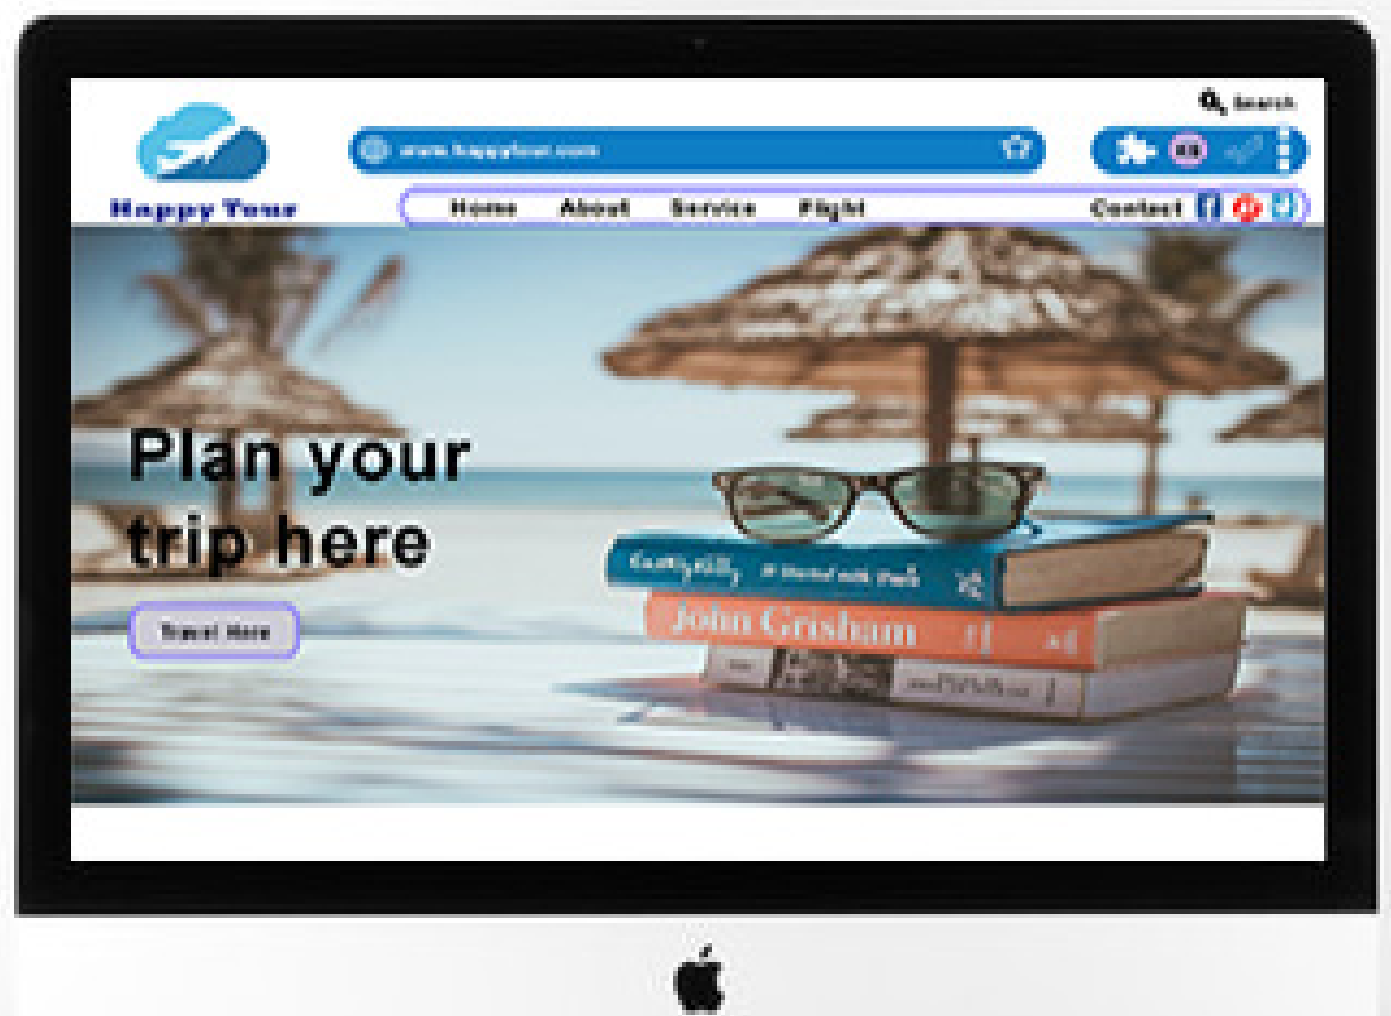 Search
www.happytour.com
Happy Tour
Home About Service Flight Contact
Plan your
trip here
Travel Here
John Grisham